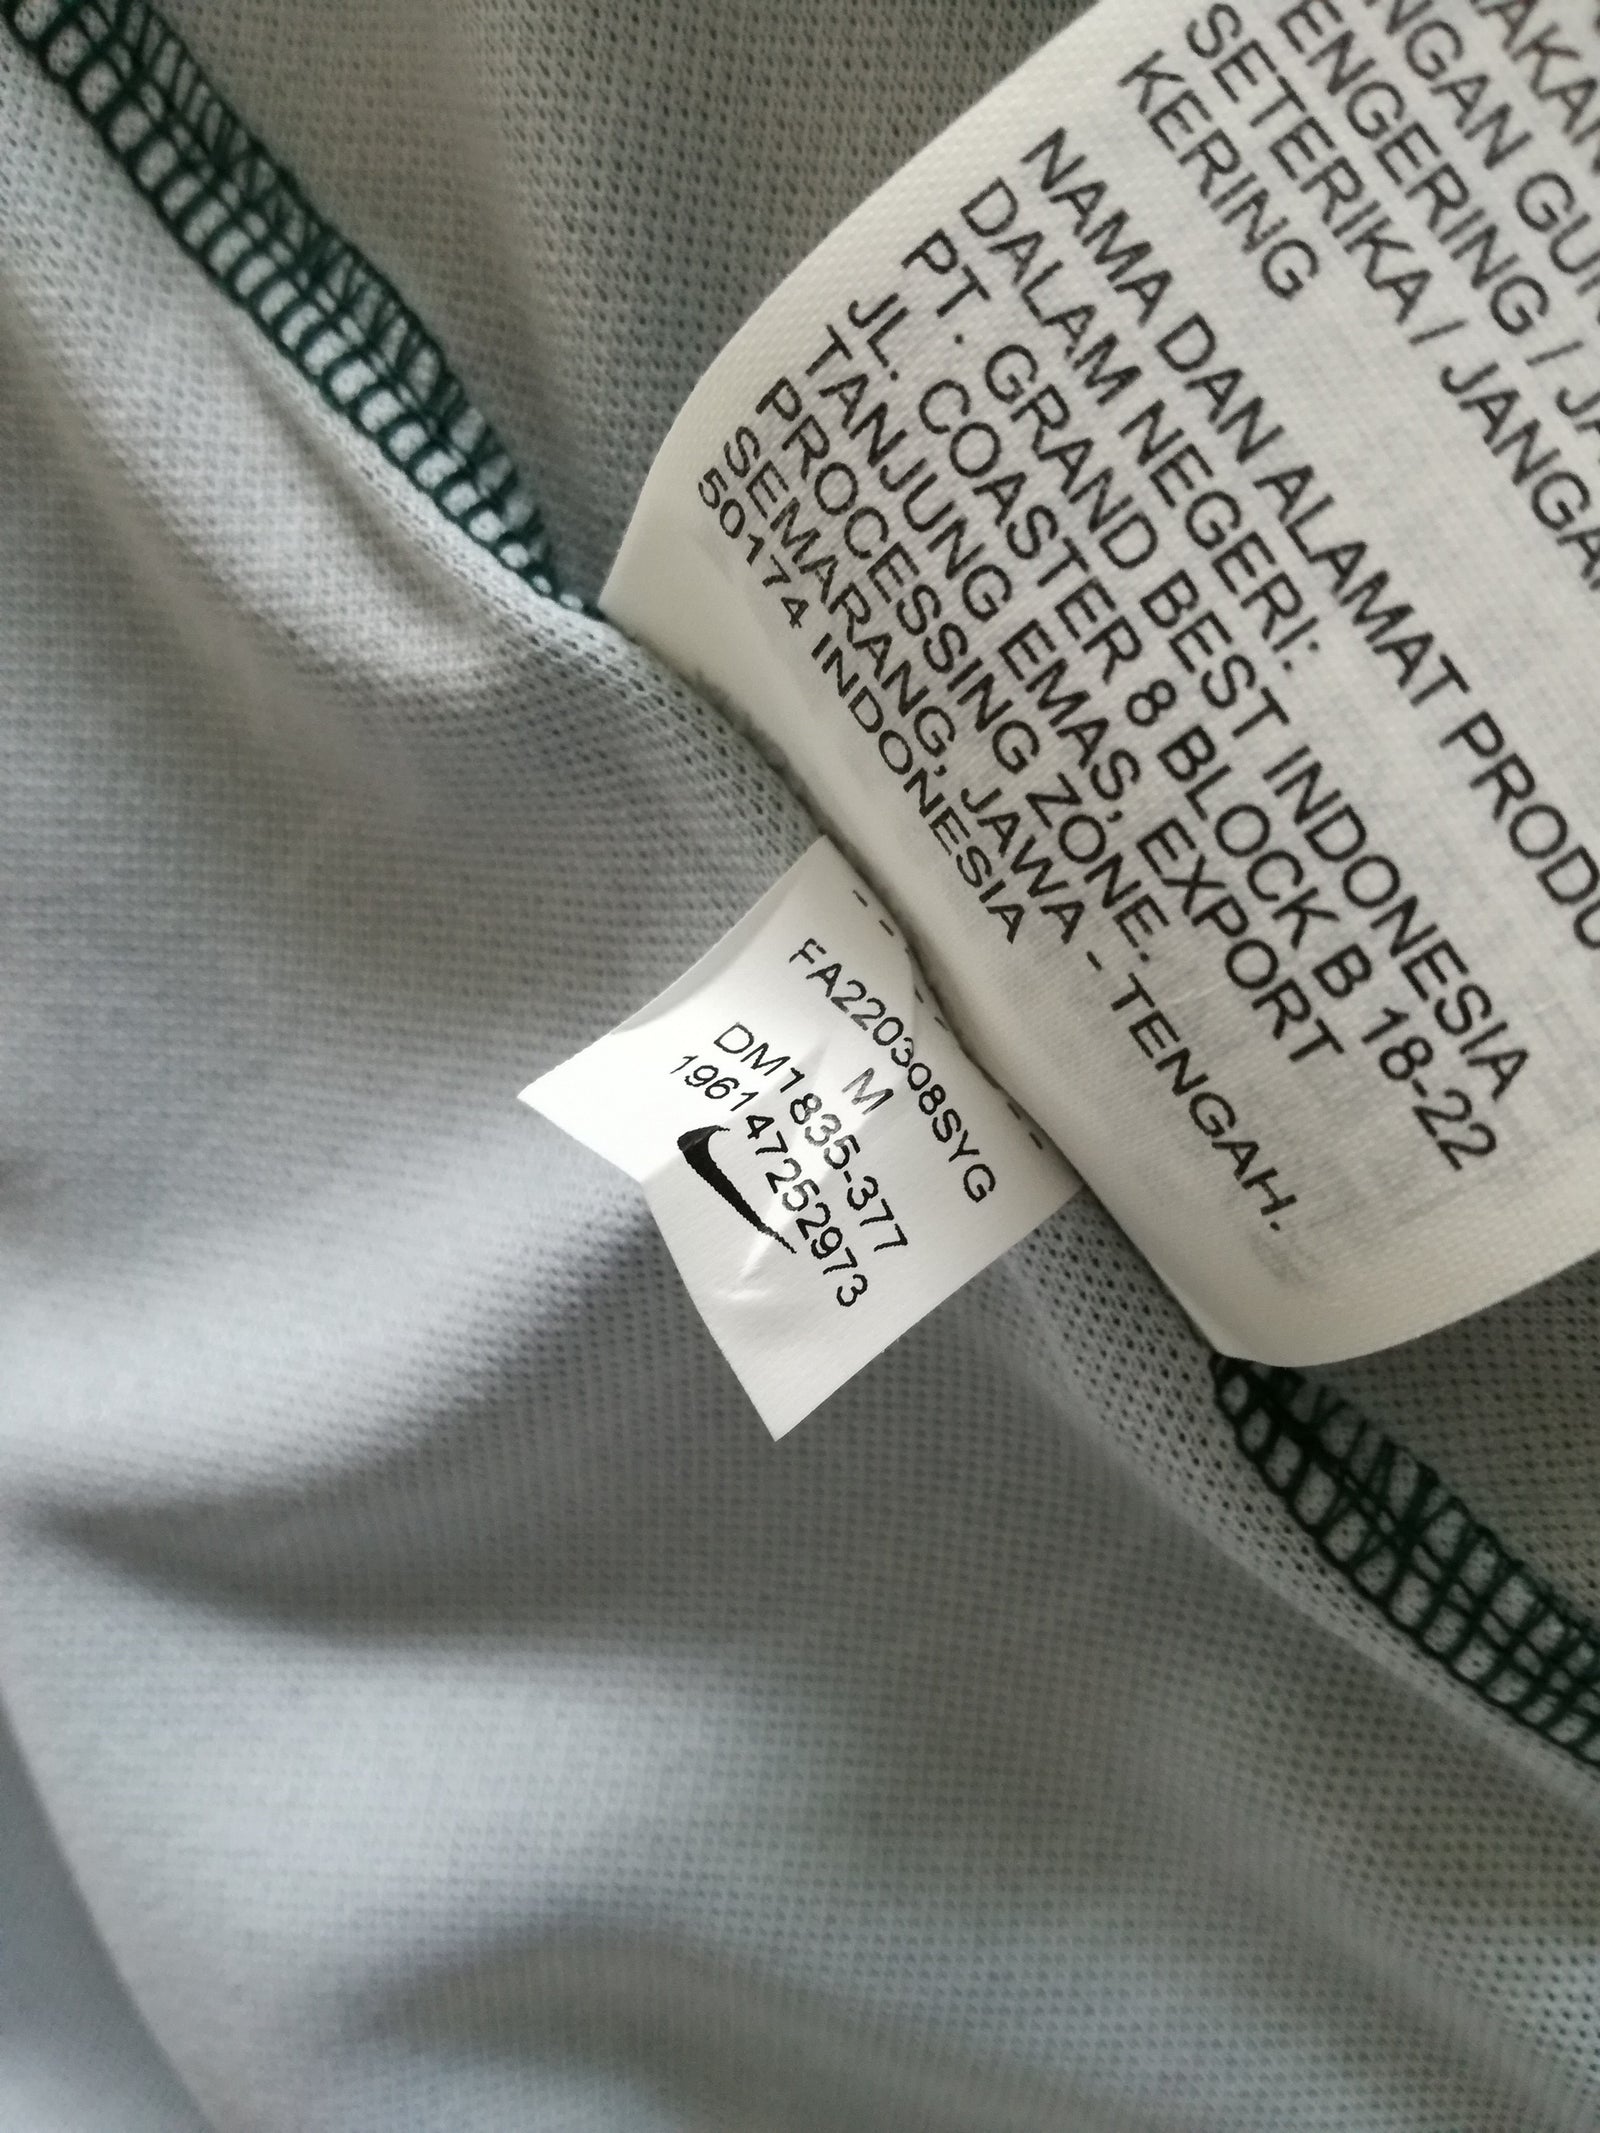 SETERIKA / JANGAN
KERING
NAMA DAN ALAMAT
DALAM NEGERI:
PT. GRAND BEST INDONESIA
JL. COASTER 8 BLOCK B 18-22
TANJUNG EMAS, EXPORT
PROCESSING ZONE.
SEMARANG, JAWA - TENGAH.
50174 INDONESIA
FA220308SYG
M
DM1835-377
196147252973